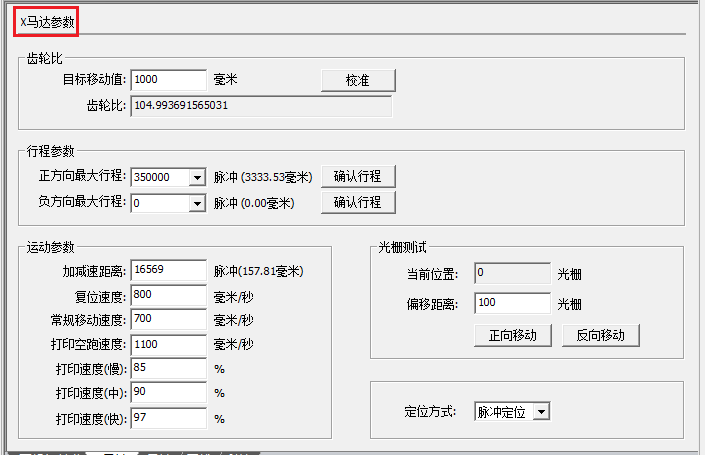 X马达参数
齿轮比
目标移动值: 1000 毫米 校准
齿轮比: 104.993691565031
行程参数
正方向最大行程: 350000 脉冲 (3333.53毫米) 确认行程
负方向最大行程: 0 脉冲 (0.00毫米) 确认行程
运动参数
加减速距离: 16569 脉冲(157.81毫米)
复位速度: 800 毫米/秒
常规移动速度: 700 毫米/秒
打印空跑速度: 1100 毫米/秒
打印速度(慢): 85 %
打印速度(中): 90 %
打印速度(快): 97 %
光栅测试
当前位置: 0 光栅
偏移距离: 100 光栅
正向移动 反向移动
定位方式: 脉冲定位